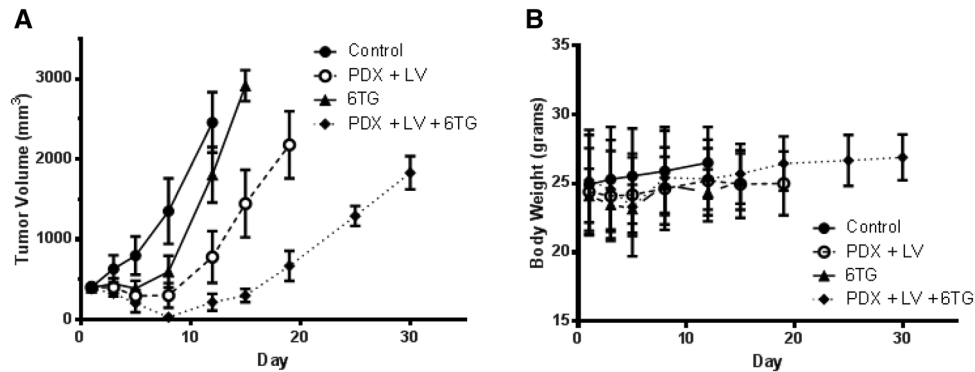 A
Tumor Volume (mm³)
3000
2000
1000
0
0
10
20
30
Day
Control
PDX + LV
6TG
PDX + LV + 6TG
B
Body Weight (grams)
35
30
25
20
15
0
10
20
30
Day
Control
PDX + LV
6TG
PDX + LV +6TG